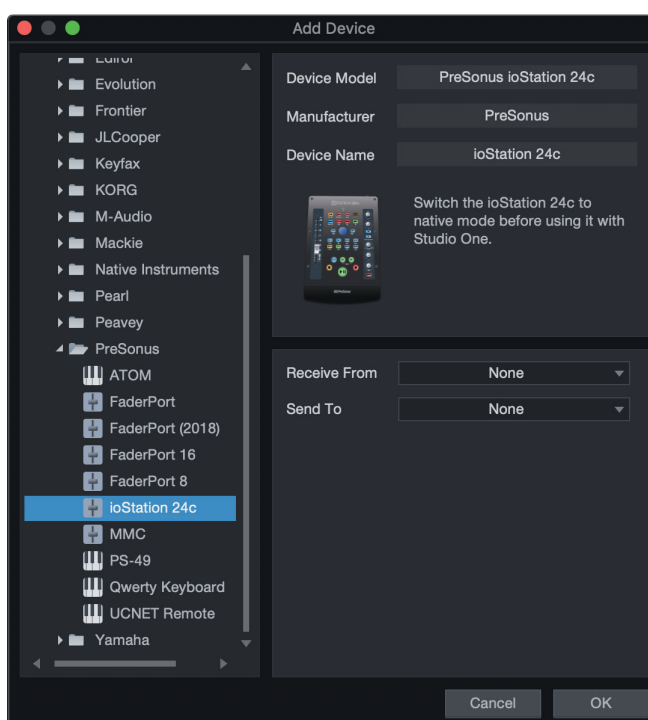 Add Device
Editor
Evolution
Frontier
JLCooper
Keyfax
KORG
M-Audio
Mackie
Native Instruments
Pearl
Peavey
PreSonus
ATOM
FaderPort
FaderPort (2018)
FaderPort 16
FaderPort 8
ioStation 24c
MMC
PS-49
Qwerty Keyboard
UCNET Remote
Yamaha
Device Model PreSonus ioStation 24c
Manufacturer PreSonus
Device Name ioStation 24c
Switch the ioStation 24c to
native mode before using it with
Studio One.
Receive From None
Send To None
Cancel OK